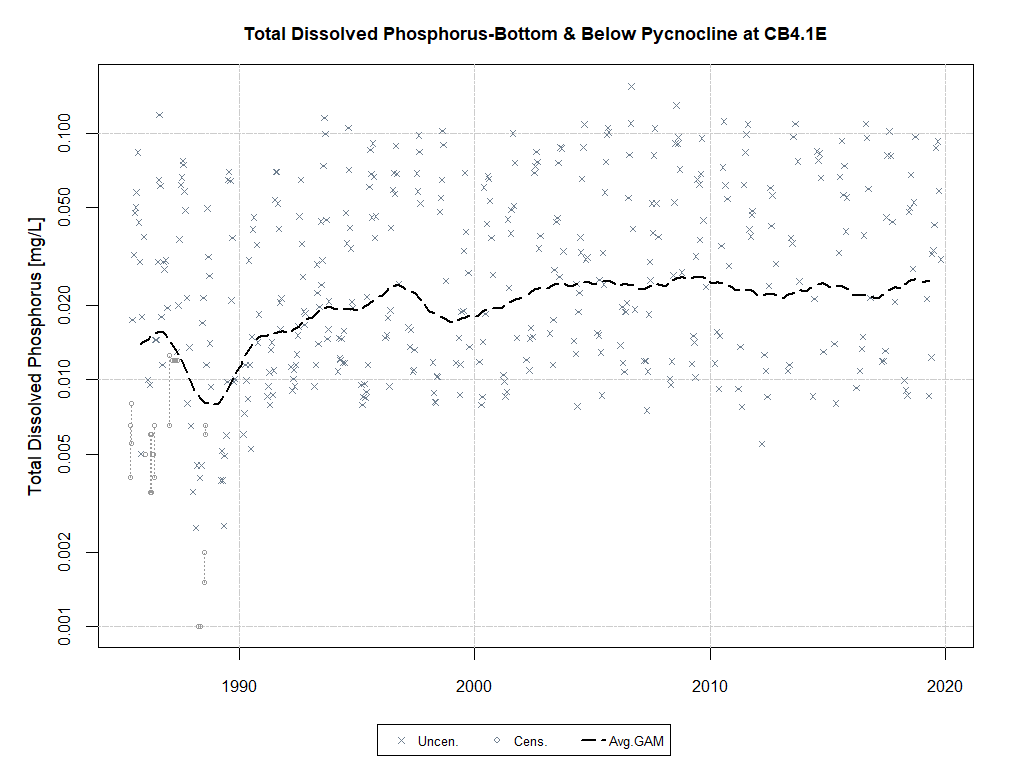 Total Dissolved Phosphorus-Bottom & Below Pycnocline at CB4.1E
Total Dissolved Phosphorus [mg/L]
0.100
0.050
0.020
0.010
0.005
0.002
0.001
1990 2000 2010 2020
Uncen. Cens. Avg.GAM